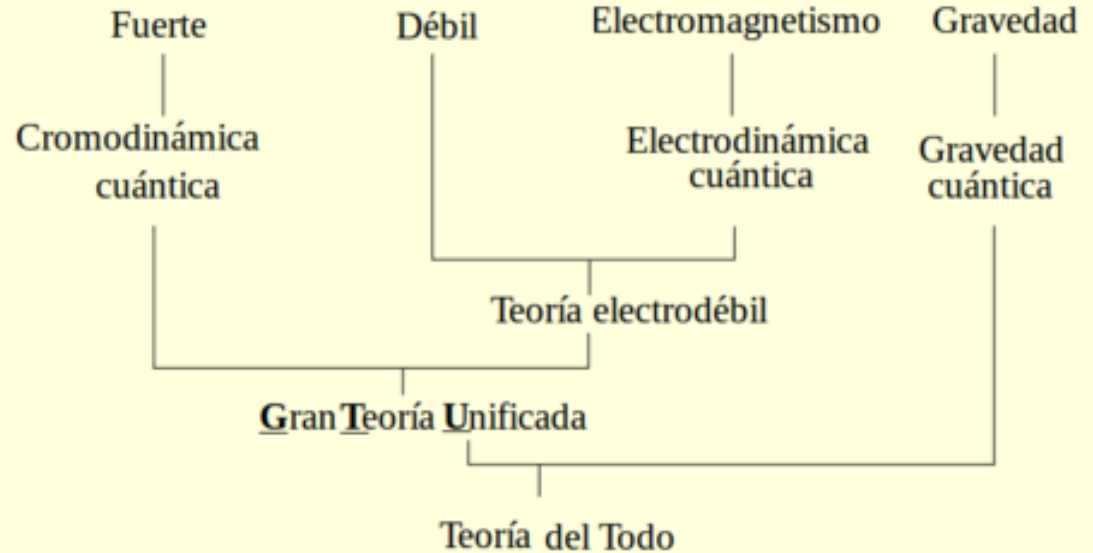 Fuerte
Débil
Electromagnetismo
Gravedad
Cromodinámica
cuántica
Electrodinámica
cuántica
Gravedad
cuántica
Teoría electrodébil
Gran Teoría Unificada
Teoría del Todo